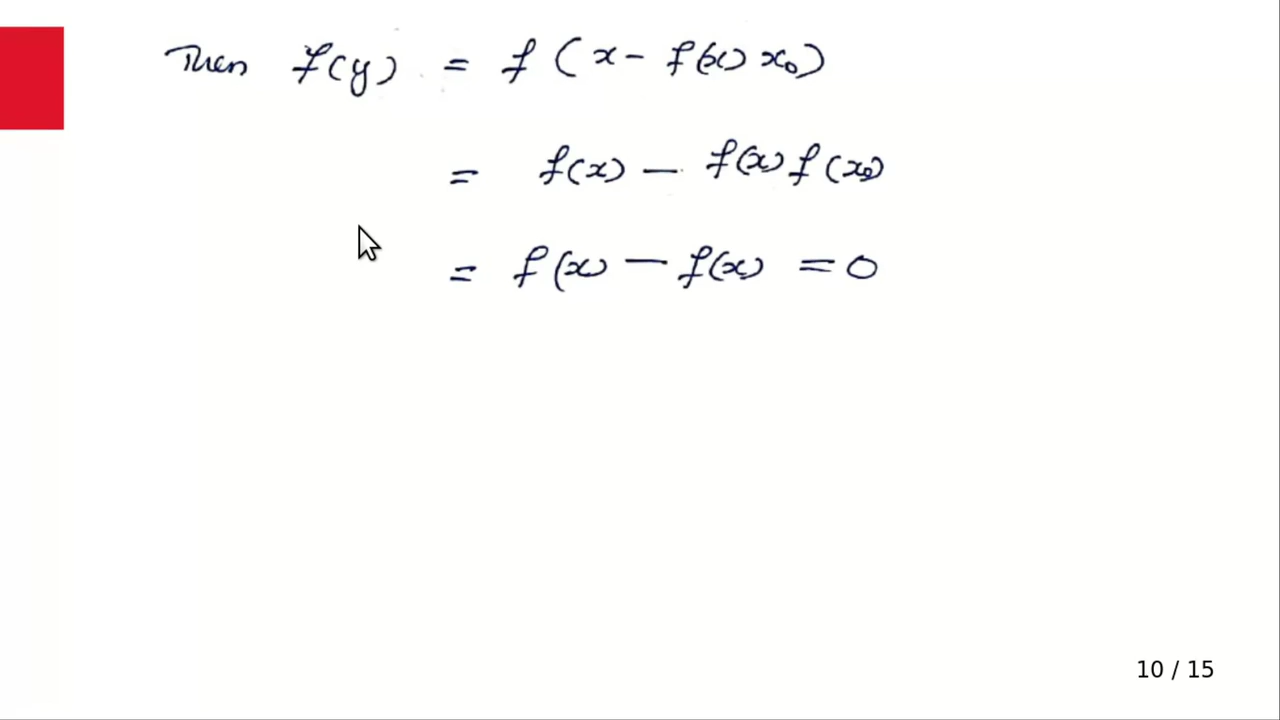 Then f(y) = f(x - f(x) x₀)
= f(x) - f(x) f(x₀)
= f(x) - f(x) = 0
10 / 15